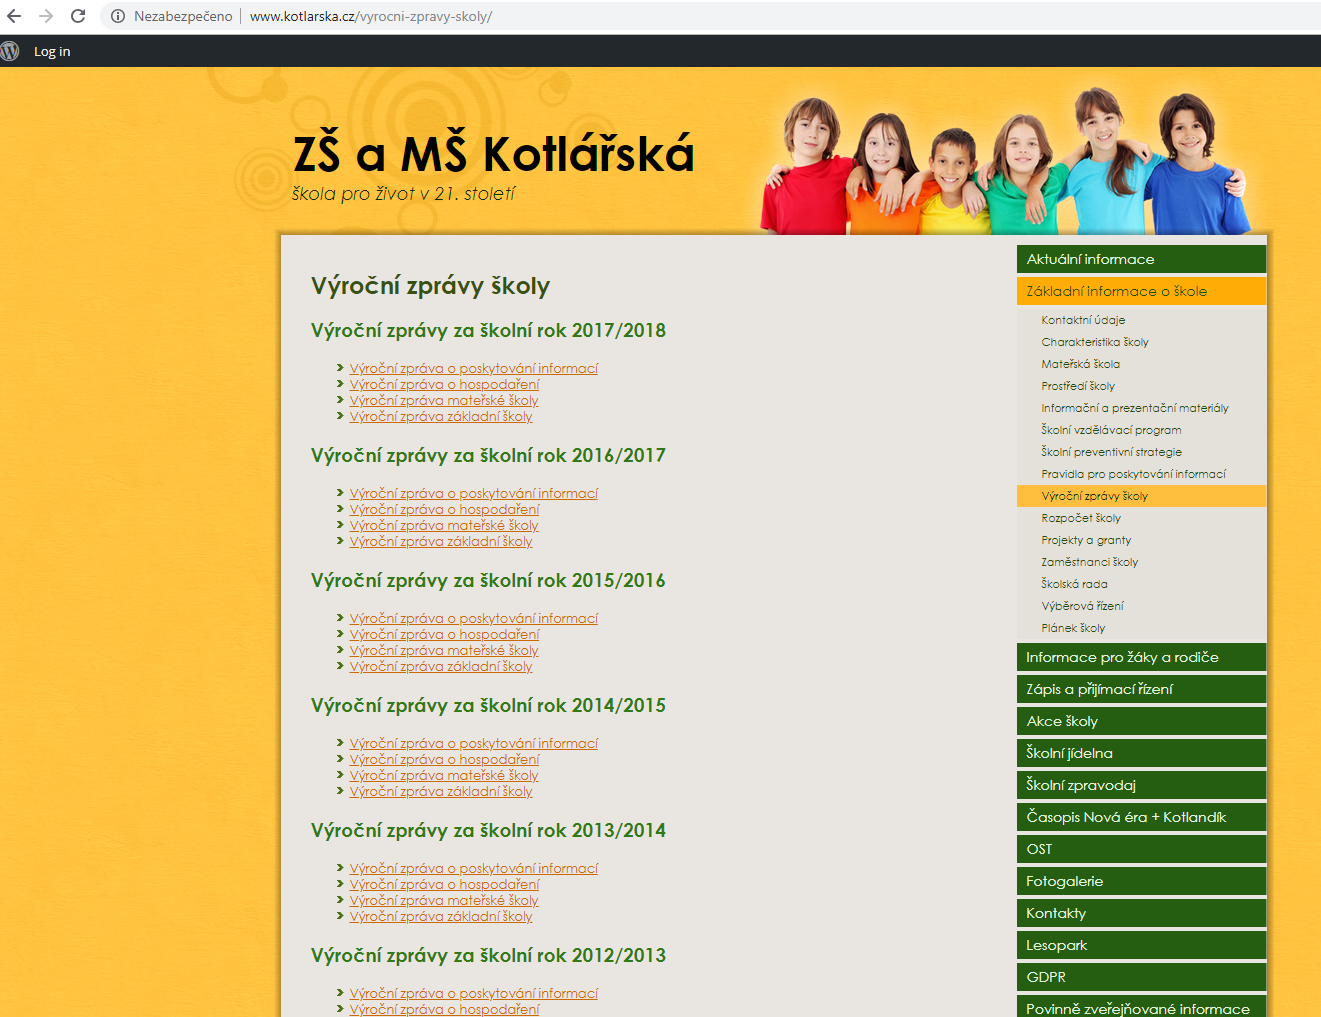 Nezabezpečeno
www.kotlarska.cz/vyrocni-zpravy-skoly/
Log in
ZŠ a MŠ Kotlářská
škola pro život v 21. století
Výroční zprávy školy
Výroční zprávy za školní rok 2017/2018
Výroční zpráva o poskytování informací
Výroční zpráva o hospodaření
Výroční zpráva mateřské školy
Výroční zpráva základní školy
Výroční zprávy za školní rok 2016/2017
Výroční zpráva o poskytování informací
Výroční zpráva o hospodaření
Výroční zpráva mateřské školy
Výroční zpráva základní školy
Výroční zprávy za školní rok 2015/2016
Výroční zpráva o poskytování informací
Výroční zpráva o hospodaření
Výroční zpráva mateřské školy
Výroční zpráva základní školy
Výroční zprávy za školní rok 2014/2015
Výroční zpráva o poskytování informací
Výroční zpráva o hospodaření
Výroční zpráva mateřské školy
Výroční zpráva základní školy
Výroční zprávy za školní rok 2013/2014
Výroční zpráva o poskytování informací
Výroční zpráva o hospodaření
Výroční zpráva mateřské školy
Výroční zpráva základní školy
Výroční zprávy za školní rok 2012/2013
Výroční zpráva o poskytování informací
Výroční zpráva o hospodaření
Aktuální informace
Základní informace o škole
Kontaktní údaje
Charakteristika školy
Mateřská škola
Prostředí školy
Informační a prezentační materiály
Školní vzdělávací program
Školní preventivní strategie
Pravidla pro poskytování informací
Výroční zprávy školy
Rozpočet školy
Projekty a granty
Zaměstnanci školy
Školská rada
Výběrová řízení
Plánek školy
Informace pro žáky a rodiče
Zápis a přijímací řízení
Akce školy
Školní jídelna
Školní zpravodaj
Časopis Nová éra + Kotlandík
OST
Fotogalerie
Kontakty
Lesopark
GDPR
Povinně zveřejňované informace